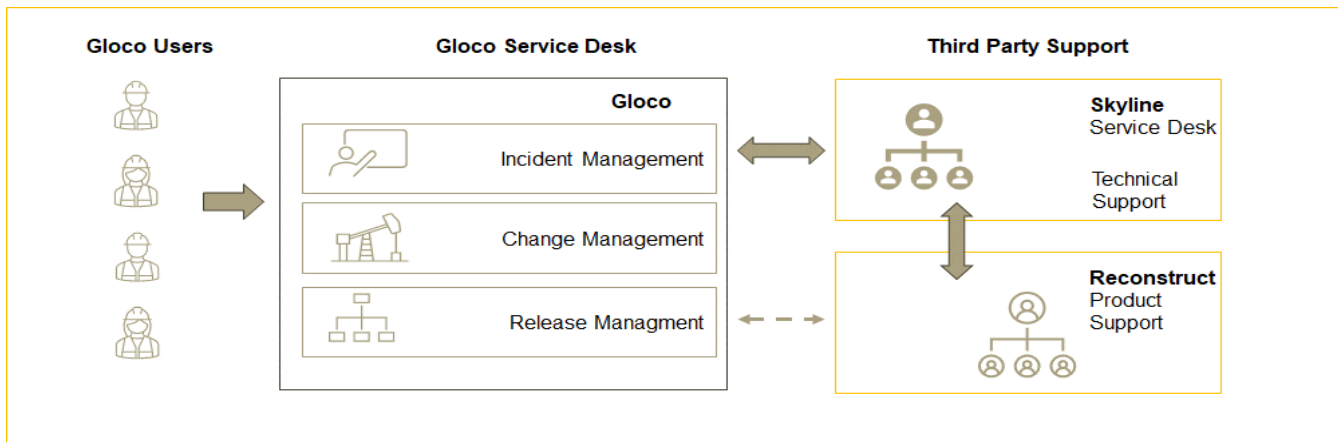 Gloco Users
Gloco Service Desk
Third Party Support
Gloco
Incident Management
Change Management
Release Managment
Skyline
Service Desk
Technical
Support
Reconstruct
Product
Support